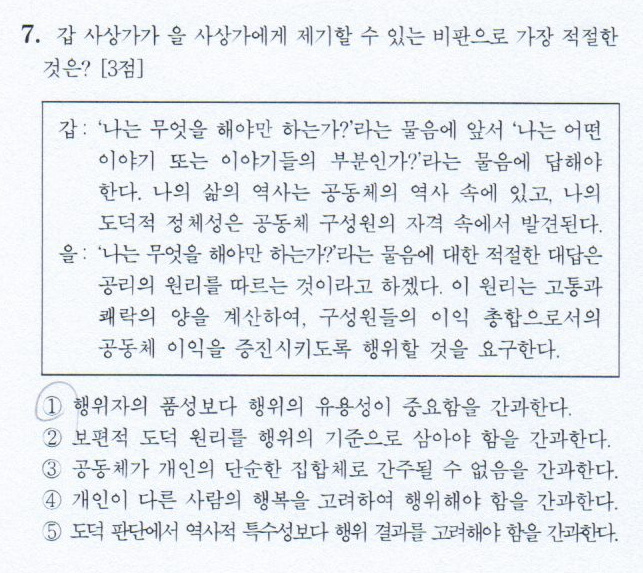 7. 갑 사상가가 을 사상가에게 제기할 수 있는 비판으로 가장 적절한
것은? [3점]
갑: ‘나는 무엇을 해야만 하는가?’라는 물음에 앞서 ‘나는 어떤
이야기 또는 이야기들의 부분인가?’라는 물음에 답해야
한다. 나의 삶의 역사는 공동체의 역사 속에 있고, 나의
도덕적 정체성은 공동체 구성원의 자격 속에서 발견된다.
을: ‘나는 무엇을 해야만 하는가?’라는 물음에 대한 적절한 대답은
공리의 원리를 따르는 것이라고 하겠다. 이 원리는 고통과
쾌락의 양을 계산하여, 구성원들의 이익 총합으로서의
공동체 이익을 증진시키도록 행위할 것을 요구한다.
① 행위자의 품성보다 행위의 유용성이 중요함을 간과한다.
② 보편적 도덕 원리를 행위의 기준으로 삼아야 함을 간과한다.
③ 공동체가 개인의 단순한 집합체로 간주될 수 없음을 간과한다.
④ 개인이 다른 사람의 행복을 고려하여 행위해야 함을 간과한다.
⑤ 도덕 판단에서 역사적 특수성보다 행위 결과를 고려해야 함을 간과한다.